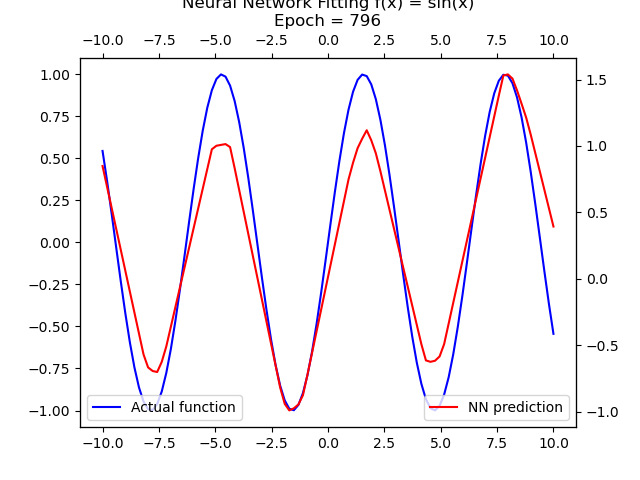 Neural Network Fitting f(x) = sin(x)
Epoch = 796
−10.0 −7.5 −5.0 −2.5 0.0 2.5 5.0 7.5 10.0
1.00
0.75
0.50
0.25
0.00
−0.25
−0.50
−0.75
−1.00
1.5
1.0
0.5
0.0
−0.5
−1.0
Actual function
NN prediction
−10.0 −7.5 −5.0 −2.5 0.0 2.5 5.0 7.5 10.0